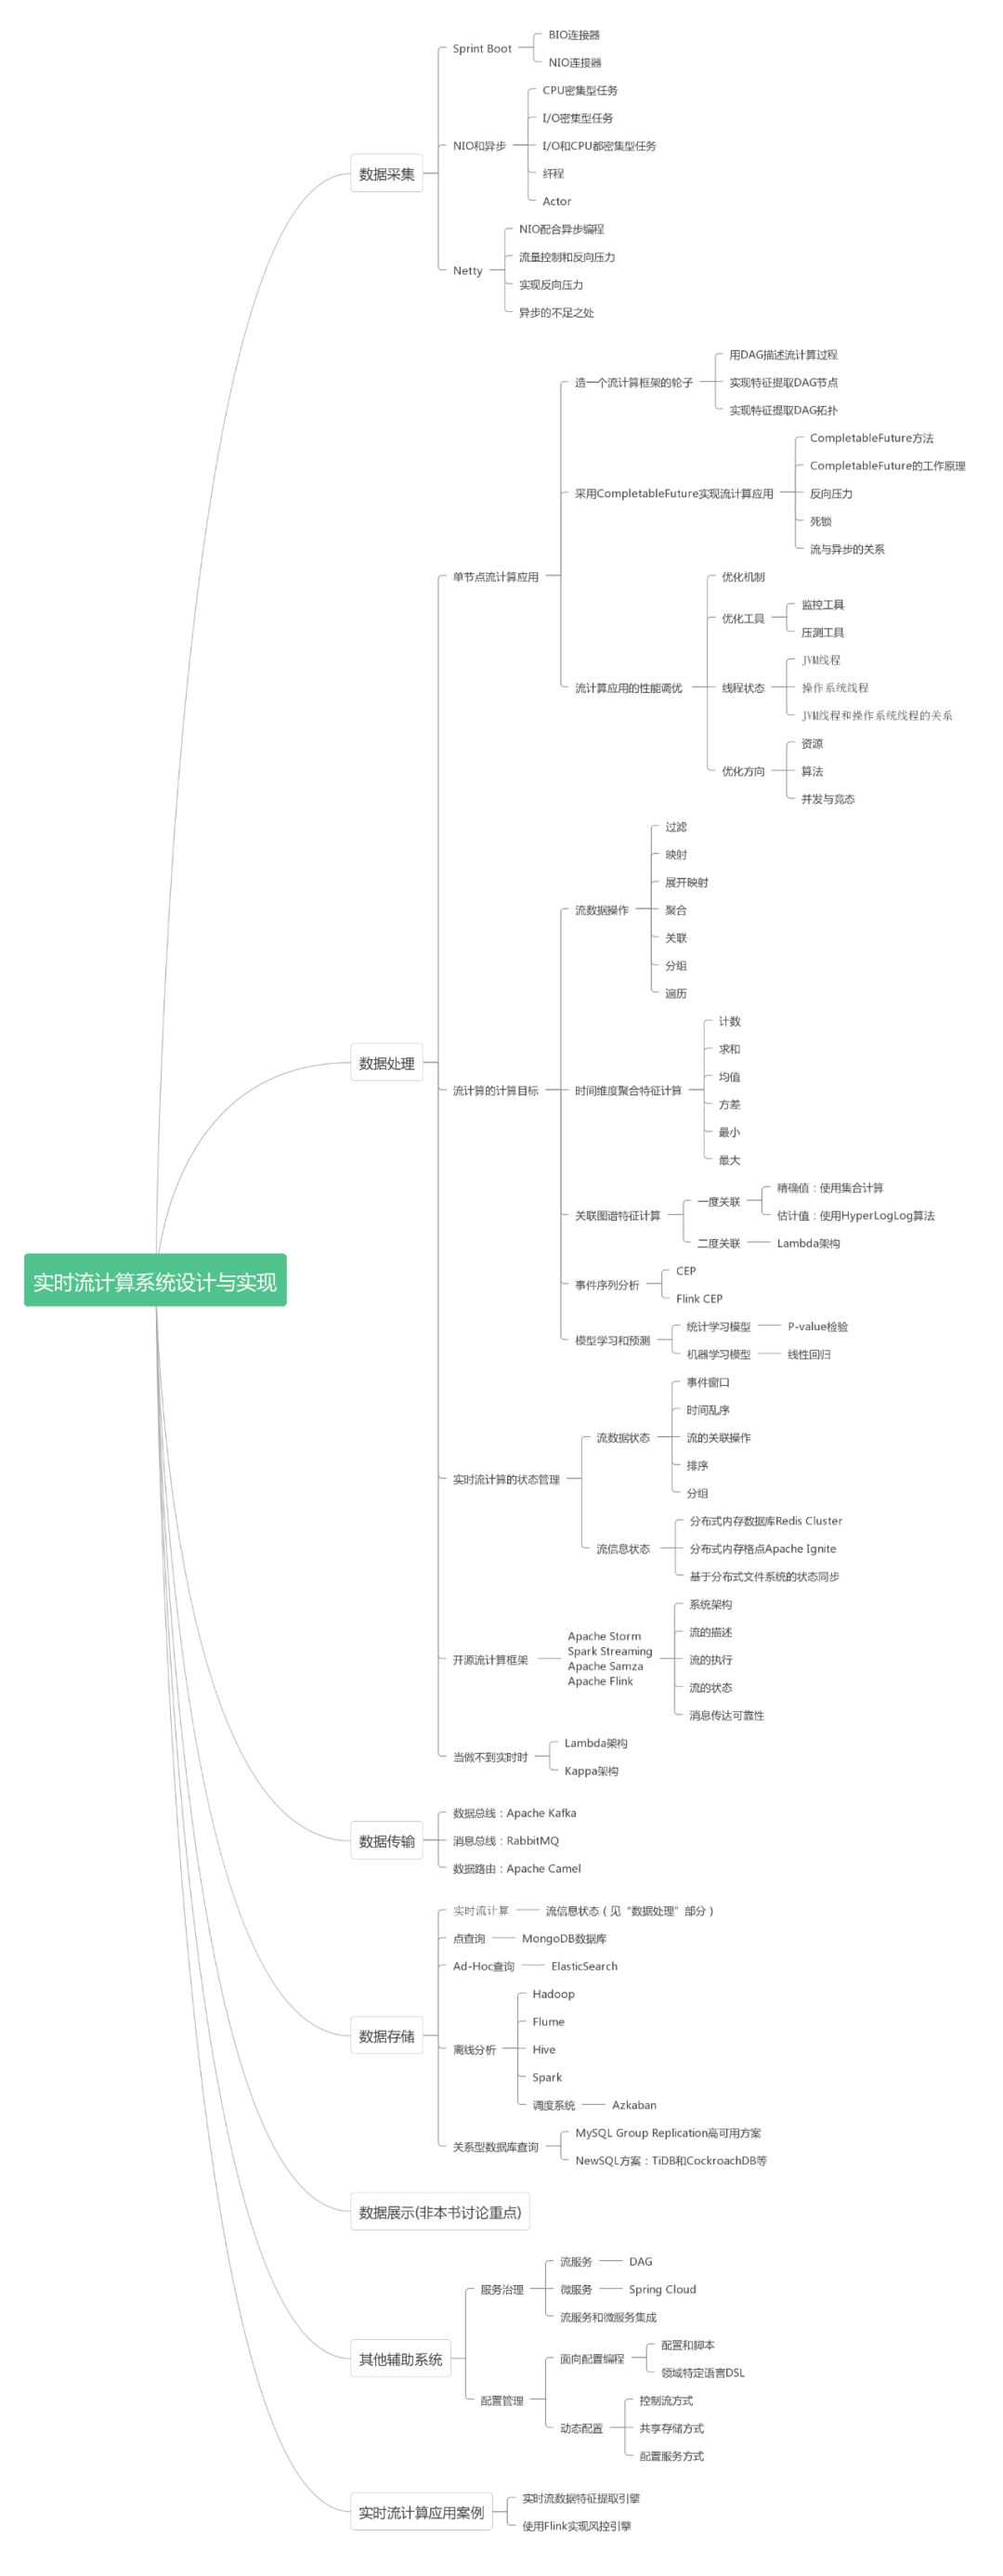 Sprint Boot
BIO连接器
NIO连接器
NIO和异步
CPU密集型任务
I/O密集型任务
I/O和CPU都密集型任务
纤程
Actor
数据采集
Netty
NIO配合异步编程
流量控制和反向压力
实现反向压力
异步的不足之处
造一个流计算框架的轮子
用DAG描述流计算过程
实现特征提取DAG节点
实现特征提取DAG拓扑
采用CompletableFuture实现流计算应用
CompletableFuture方法
CompletableFuture的工作原理
反向压力
死锁
流与异步的关系
单节点流计算应用
流计算应用的性能调优
优化机制
优化工具
监控工具
压测工具
线程状态
JVM线程
操作系统线程
JVM线程和操作系统线程的关系
优化方向
资源
算法
并发与竞态
数据处理
流计算的计算目标
流数据操作
过滤
映射
展开映射
聚合
关联
分组
遍历
时间维度聚合特征计算
计数
求和
均值
方差
最小
最大
关联图谱特征计算
一度关联
精确值：使用集合计算
估计值：使用HyperLogLog算法
二度关联
Lambda架构
事件序列分析
CEP
Flink CEP
模型学习和预测
统计学习模型
P-value检验
机器学习模型
线性回归
实时流计算系统设计与实现
实时流计算的状态管理
流数据状态
事件窗口
时间乱序
流的关联操作
排序
分组
流信息状态
分布式内存数据库Redis Cluster
分布式内存格点Apache Ignite
基于分布式文件系统的状态同步
开源流计算框架
Apache Storm
Spark Streaming
Apache Samza
Apache Flink
系统架构
流的描述
流的执行
流的状态
消息传达可靠性
当做不到实时时
Lambda架构
Kappa架构
数据传输
数据总线：Apache Kafka
消息总线：RabbitMQ
数据路由：Apache Camel
数据存储
实时流计算
流信息状态（见“数据处理”部分）
点查询
MongoDB数据库
Ad-Hoc查询
ElasticSearch
离线分析
Hadoop
Flume
Hive
Spark
调度系统
Azkaban
关系型数据库查询
MySQL Group Replication高可用方案
NewSQL方案：TiDB和CockroachDB等
数据展示(非本书讨论重点)
其他辅助系统
服务治理
流服务
DAG
微服务
Spring Cloud
流服务和微服务集成
配置管理
面向配置编程
配置和脚本
领域特定语言DSL
动态配置
控制流方式
共享存储方式
配置服务方式
实时流计算应用案例
实时流数据特征提取引擎
使用Flink实现风控引擎